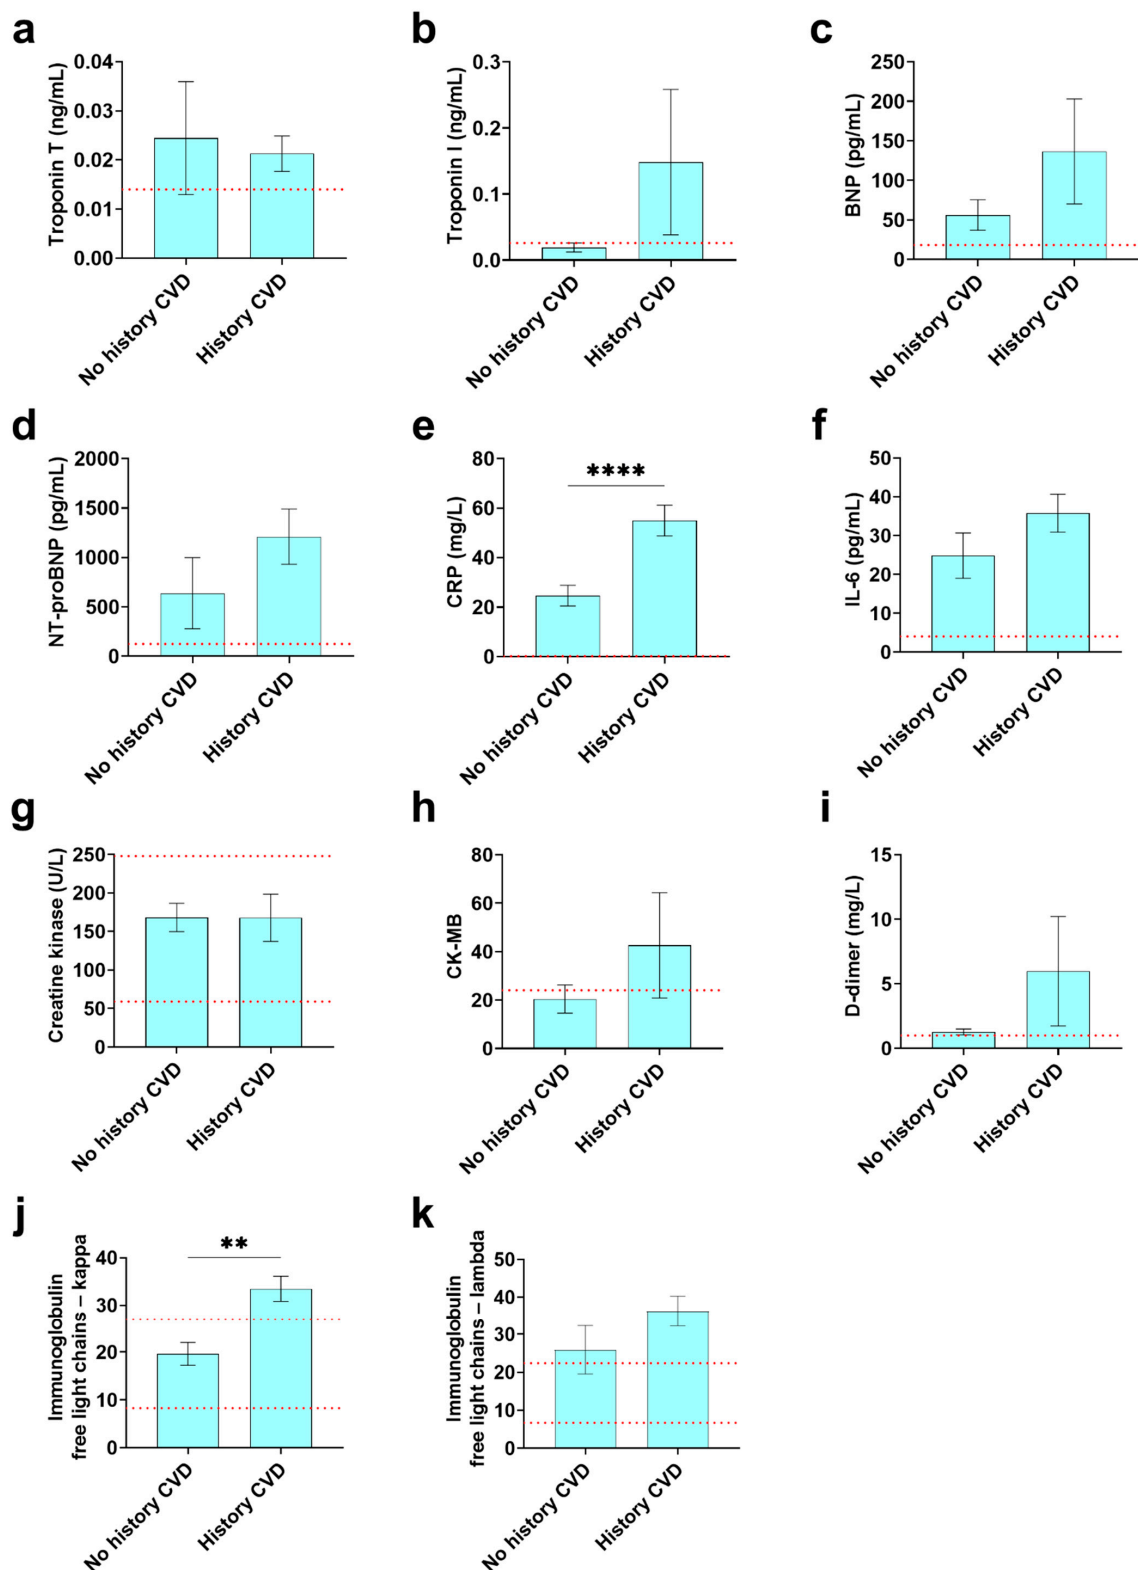 a
Troponin T (ng/mL)
0.04
0.03
0.02
0.01
0.00
No history CVD
History CVD
b
Troponin I (ng/mL)
0.3
0.2
0.1
0.0
No history CVD
History CVD
c
BNP (pg/mL)
250
200
150
100
50
0
No history CVD
History CVD
d
NT-proBNP (pg/mL)
2000
1500
1000
500
0
No history CVD
History CVD
e
CRP (mg/L)
80
60
40
20
0
****
No history CVD
History CVD
f
IL-6 (pg/mL)
50
40
30
20
10
0
No history CVD
History CVD
g
Creatine kinase (U/L)
250
200
150
100
50
0
No history CVD
History CVD
h
CK-MB
80
60
40
20
0
No history CVD
History CVD
i
D-dimer (mg/L)
15
10
5
0
No history CVD
History CVD
j
Immunoglobulin
free light chains – kappa
40
30
20
10
0
**
No history CVD
History CVD
k
Immunoglobulin
free light chains – lambda
50
40
30
20
10
0
No history CVD
History CVD